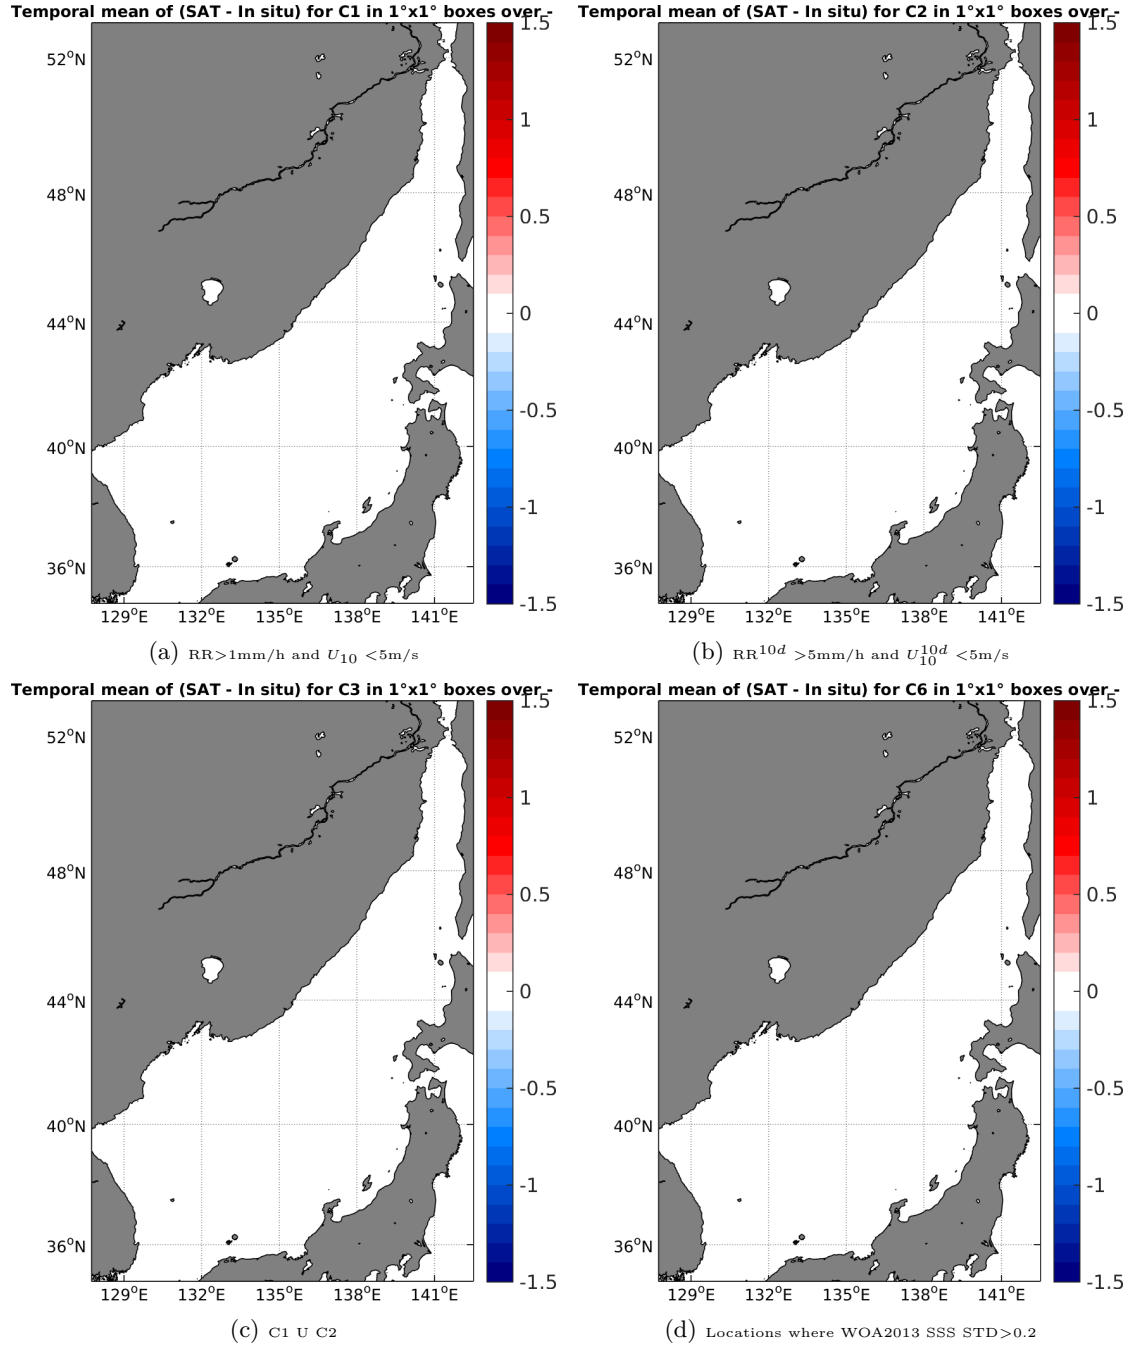 Temporal mean of (SAT - In situ) for C1 in 1°x1° boxes over -
52°N
48°N
44°N
40°N
36°N
129°E 132°E 135°E 138°E 141°E
1.5
1
0.5
0
-0.5
-1
-1.5
(a) RR>1mm/h and U10 <5m/s
Temporal mean of (SAT - In situ) for C2 in 1°x1° boxes over -
52°N
48°N
44°N
40°N
36°N
129°E 132°E 135°E 138°E 141°E
1.5
1
0.5
0
-0.5
-1
-1.5
(b) RR^10d >5mm/h and U10^10d <5m/s
Temporal mean of (SAT - In situ) for C3 in 1°x1° boxes over -
52°N
48°N
44°N
40°N
36°N
129°E 132°E 135°E 138°E 141°E
1.5
1
0.5
0
-0.5
-1
-1.5
(c) C1 U C2
Temporal mean of (SAT - In situ) for C6 in 1°x1° boxes over -
52°N
48°N
44°N
40°N
36°N
129°E 132°E 135°E 138°E 141°E
1.5
1
0.5
0
-0.5
-1
-1.5
(d) Locations where WOA2013 SSS STD>0.2